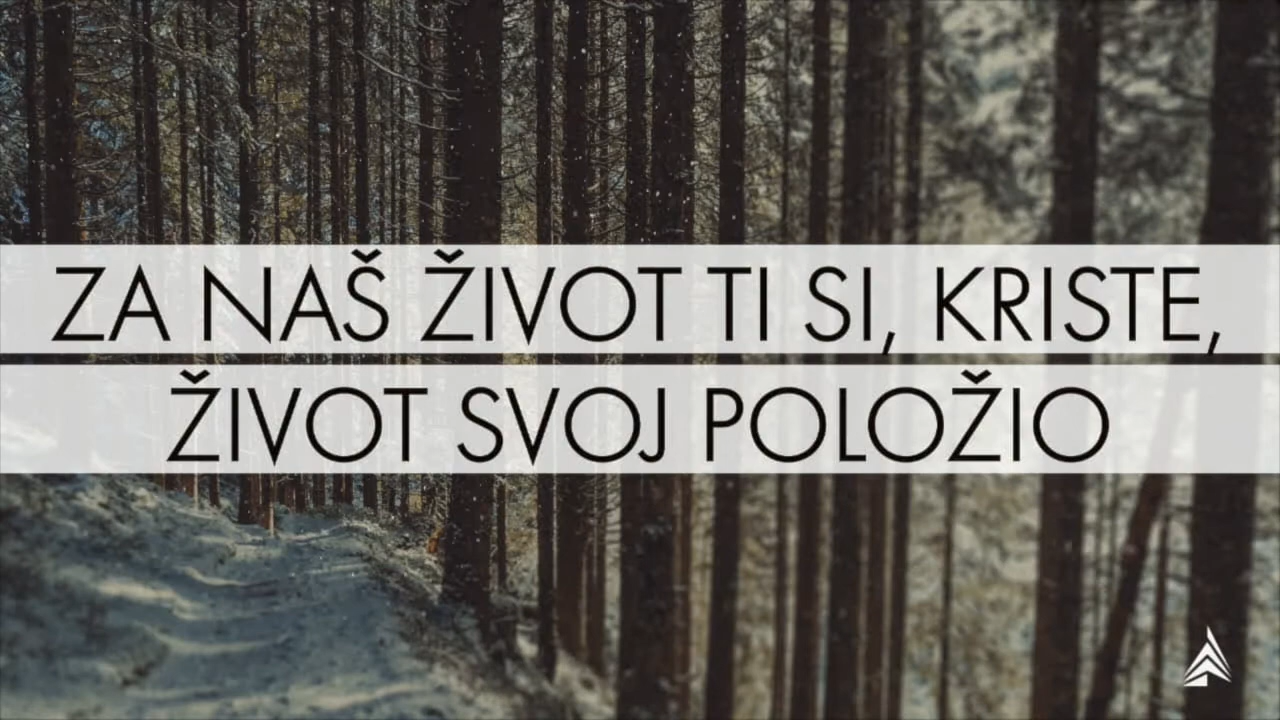 ZA NAŠ ŽIVOT TI SI, KRISTE,
ŽIVOT SVOJ POLOŽIO